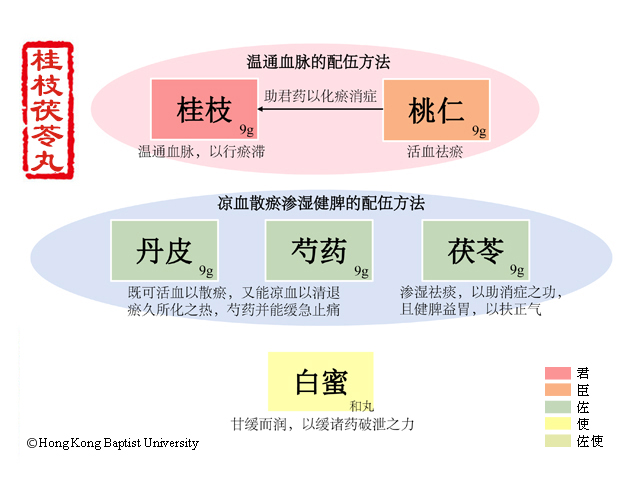 桂枝茯苓丸
温通血脉的配伍方法
桂枝
9g
助君药以化瘀消症
桃仁
9g
温通血脉，以行瘀滞
活血祛瘀
凉血散瘀渗湿健脾的配伍方法
丹皮
9g
芍药
9g
茯苓
9g
既可活血以散瘀，又能凉血以清退
瘀久所化之热，芍药并能缓急止痛
渗湿祛痰，以助消症之功，
且健脾益胃，以扶正气
白蜜
和丸
甘缓而润，以缓诸药破泄之力
君
臣
佐
使
佐使
©Hong Kong Baptist University